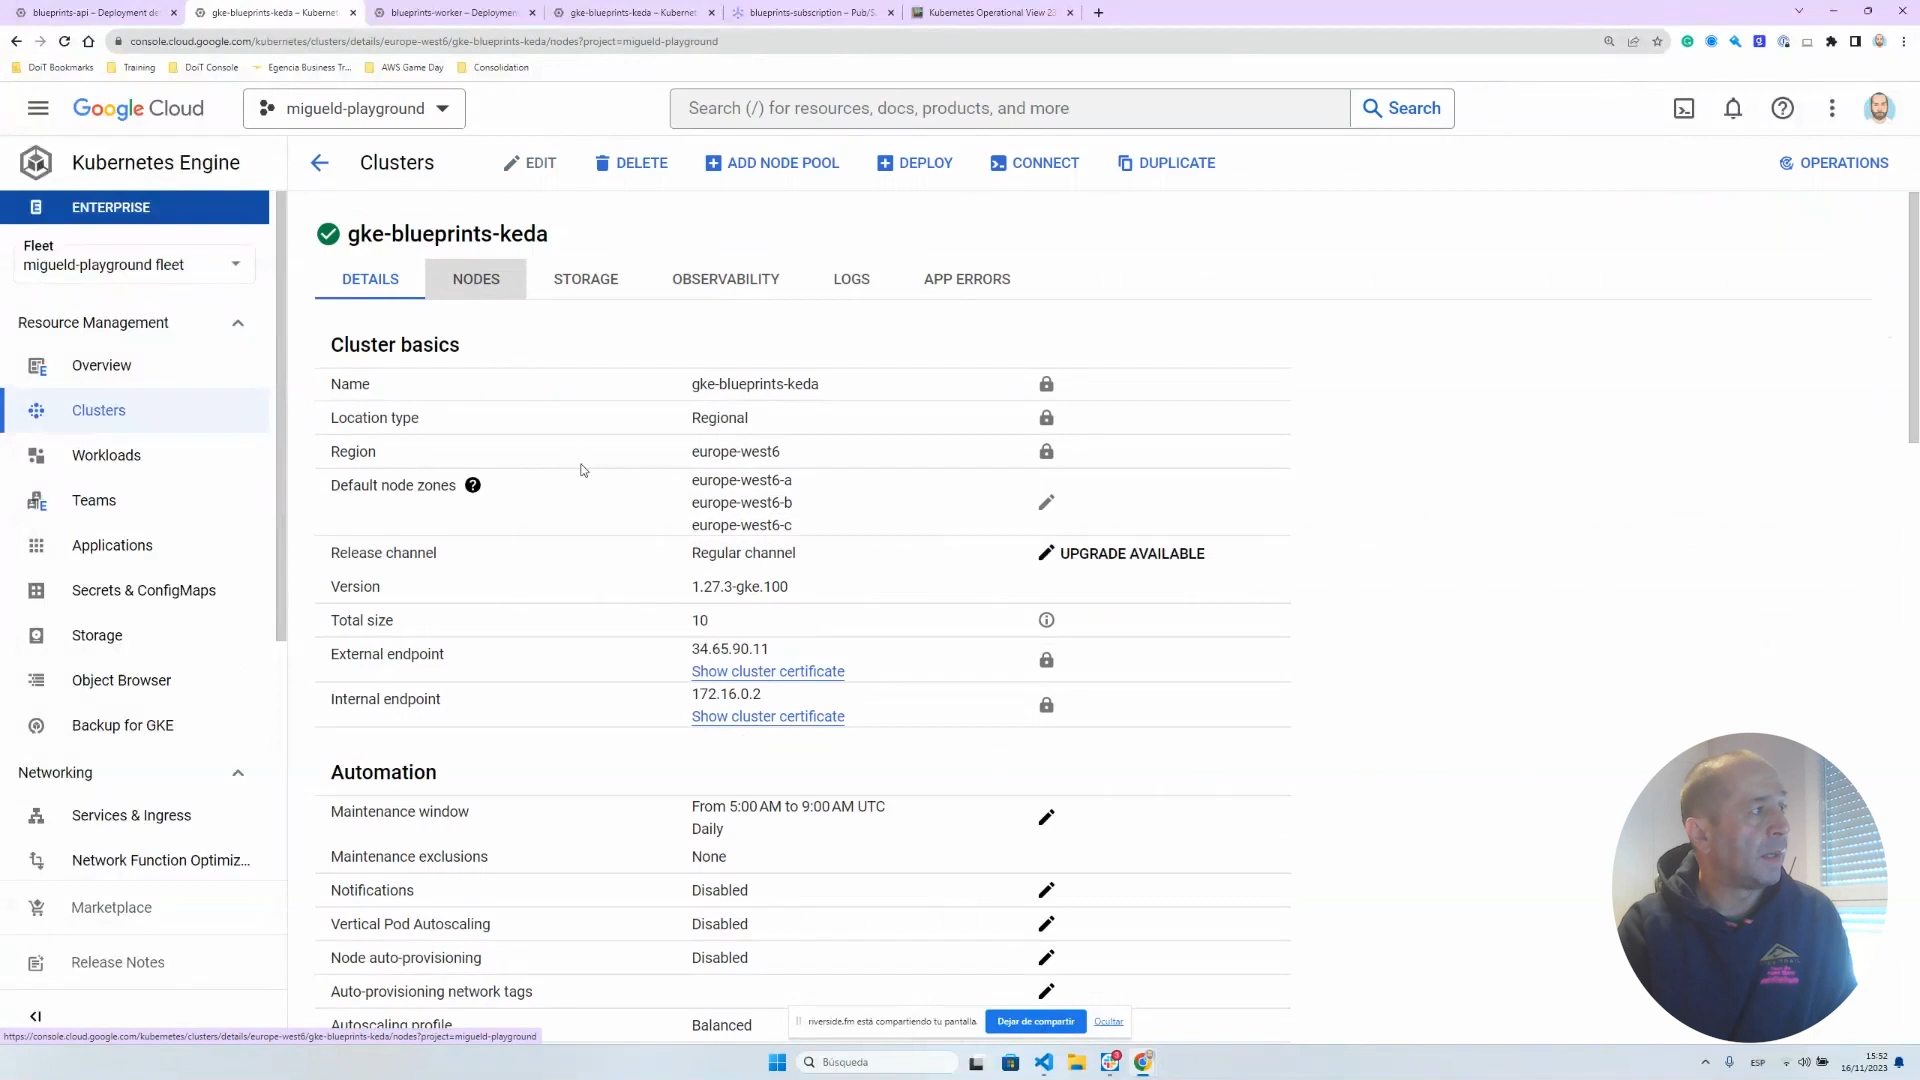 blueprints-api – Deployment de
gke-blueprints-keda – Kubernet
blueprints-worker – Deployment
gke-blueprints-keda – Kubernet
blueprints-subscription – Pub/S
Kubernetes Operational View 23
console.cloud.google.com/kubernetes/clusters/details/europe-west6/gke-blueprints-keda/nodes?project=migueld-playground
DoiT Bookmarks
Training
DoiT Console
Egencia Business Tr...
AWS Game Day
Consolidation
Google Cloud
migueld-playground
Search (/) for resources, docs, products, and more
Search
Kubernetes Engine
Clusters
EDIT
DELETE
ADD NODE POOL
DEPLOY
CONNECT
DUPLICATE
OPERATIONS
ENTERPRISE
Fleet
migueld-playground fleet
Resource Management
Overview
Clusters
Workloads
Teams
Applications
Secrets & ConfigMaps
Storage
Object Browser
Backup for GKE
Networking
Services & Ingress
Network Function Optimiz...
Marketplace
Release Notes
gke-blueprints-keda
DETAILS
NODES
STORAGE
OBSERVABILITY
LOGS
APP ERRORS
Cluster basics
Name gke-blueprints-keda
Location type Regional
Region europe-west6
Default node zones europe-west6-a
europe-west6-b
europe-west6-c
Release channel Regular channel UPGRADE AVAILABLE
Version 1.27.3-gke.100
Total size 10
External endpoint 34.65.90.11
Show cluster certificate
Internal endpoint 172.16.0.2
Show cluster certificate
Automation
Maintenance window From 5:00 AM to 9:00 AM UTC
Daily
Maintenance exclusions None
Notifications Disabled
Vertical Pod Autoscaling Disabled
Node auto-provisioning Disabled
Auto-provisioning network tags
Autoscaling profile Balanced
riverside.fm está compartiendo tu pantalla.
Dejar de compartir
Ocultar
https://console.cloud.google.com/kubernetes/clusters/details/europe-west6/gke-blueprints-keda/nodes?project=migueld-playground
Búsqueda
ESP
15:52
16/11/2023